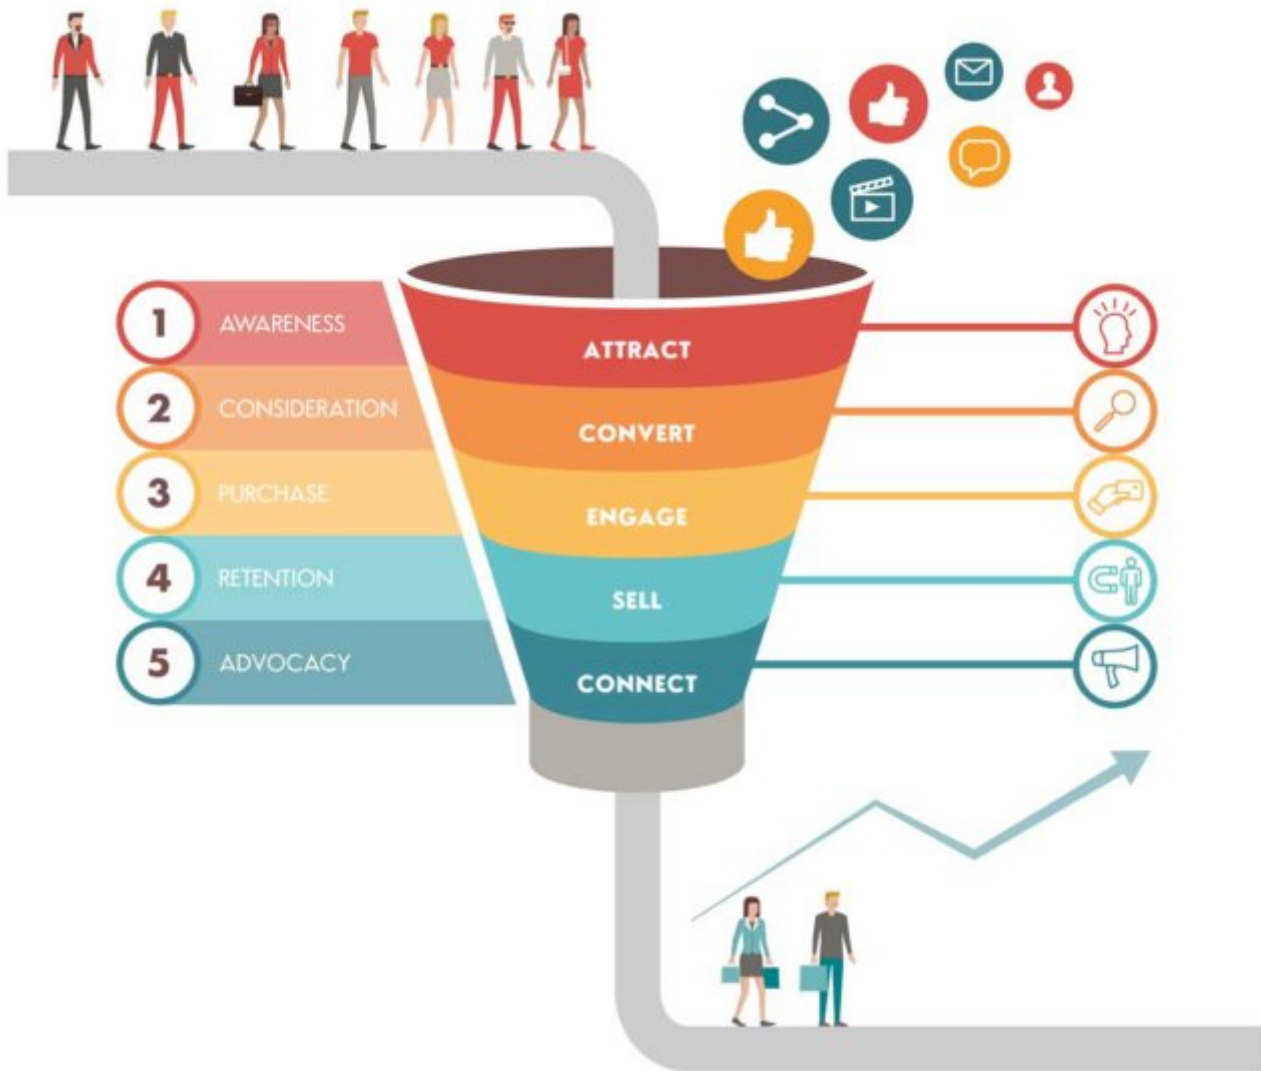 1 AWARENESS
ATTRACT
2 CONSIDERATION
CONVERT
3 PURCHASE
ENGAGE
4 RETENTION
SELL
5 ADVOCACY
CONNECT